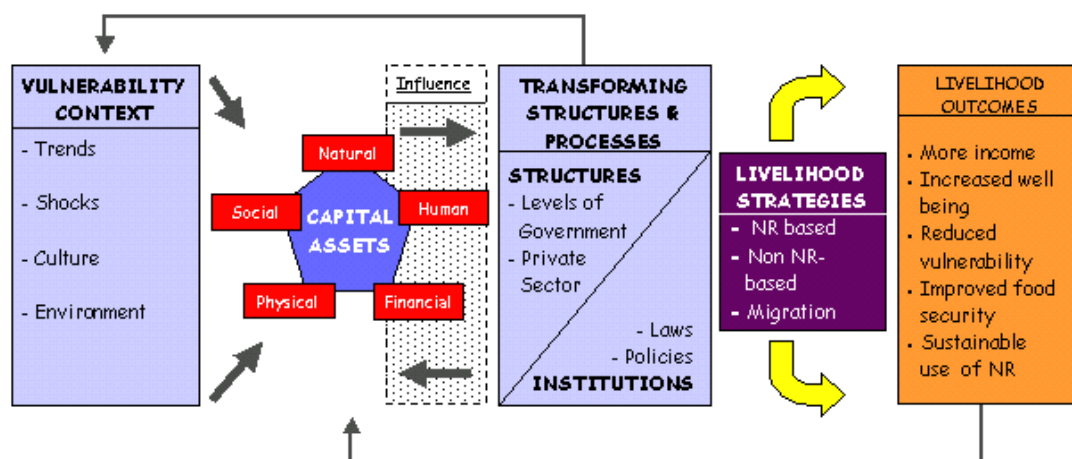 VULNERABILITY
CONTEXT
- Trends
- Shocks
- Culture
- Environment
Natural
Social
Human
Physical
Financial
CAPITAL
ASSETS
Influence
TRANSFORMING
STRUCTURES &
PROCESSES
STRUCTURES
- Levels of
Government
- Private
Sector
- Laws
- Policies
INSTITUTIONS
LIVELIHOOD
STRATEGIES
- NR based
- Non NR-
based
- Migration
LIVELIHOOD
OUTCOMES
. More income
. Increased well
being
. Reduced
vulnerability
. Improved food
security
. Sustainable
use of NR